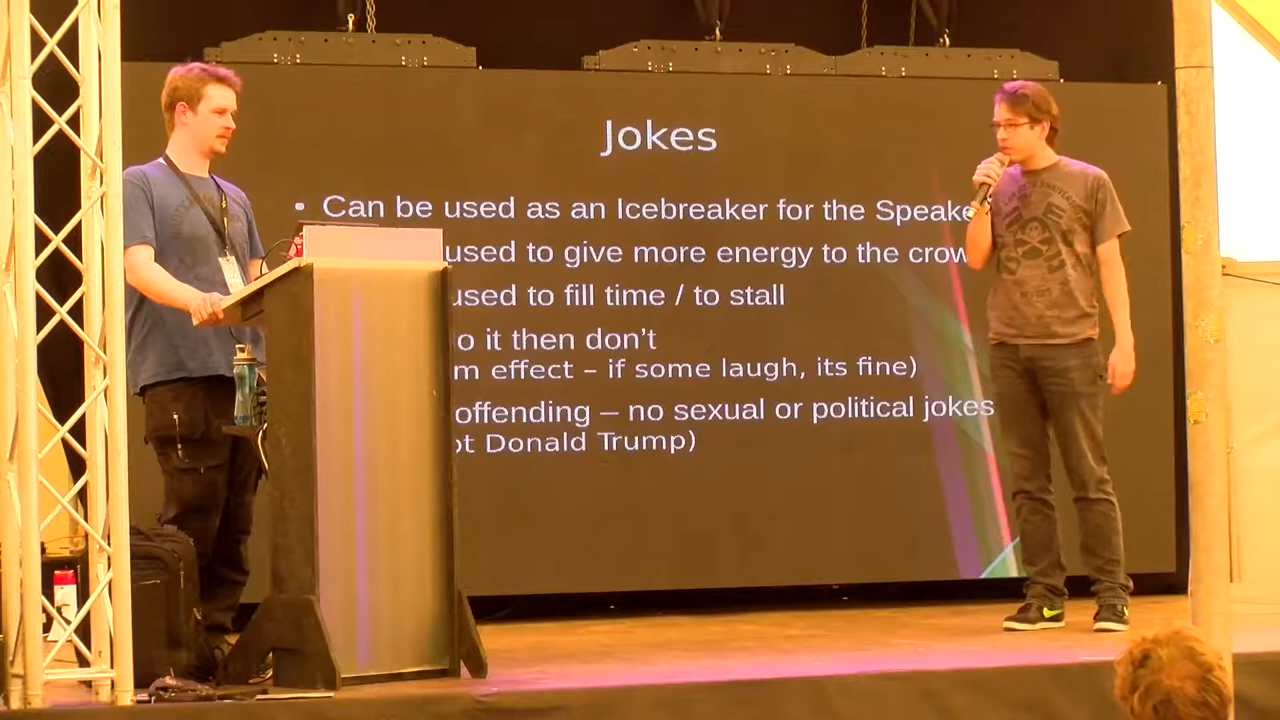 Jokes
• Can be used as an Icebreaker for the Speake
used to give more energy to the crow
used to fill time / to stall
o it then don't
m effect – if some laugh, its fine)
offending – no sexual or political jokes
ot Donald Trump)